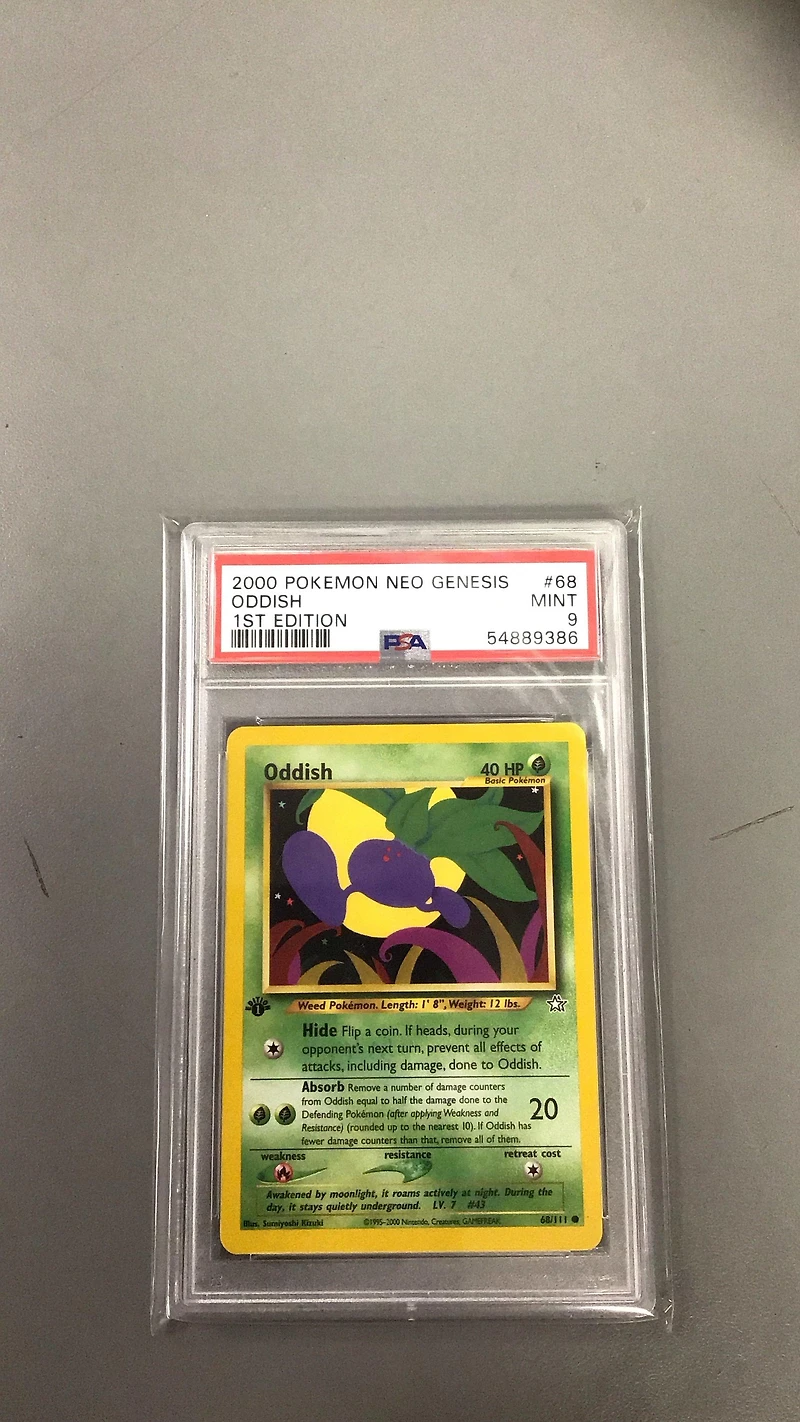 2000 POKEMON NEO GENESIS #68
ODDISH MINT
1ST EDITION 9
PSA 54889386
Oddish 40 HP
Basic Pokémon
EDITION 1
Weed Pokémon. Length: 1' 8", Weight: 12 lbs.
Hide Flip a coin. If heads, during your
opponent's next turn, prevent all effects of
attacks, including damage, done to Oddish.
Absorb Remove a number of damage counters
from Oddish equal to half the damage done to the
Defending Pokémon (after applying Weakness and
Resistance) (rounded up to the nearest 10). If Oddish has
fewer damage counters than that, remove all of them.
20
weakness resistance retreat cost
Awakened by moonlight, it roams actively at night. During the
day, it stays quietly underground. LV. 7 #43
Illus. Sumiyoshi Kizuki ©1995-2000 Nintendo, Creatures, GAMEFREAK. 68/111